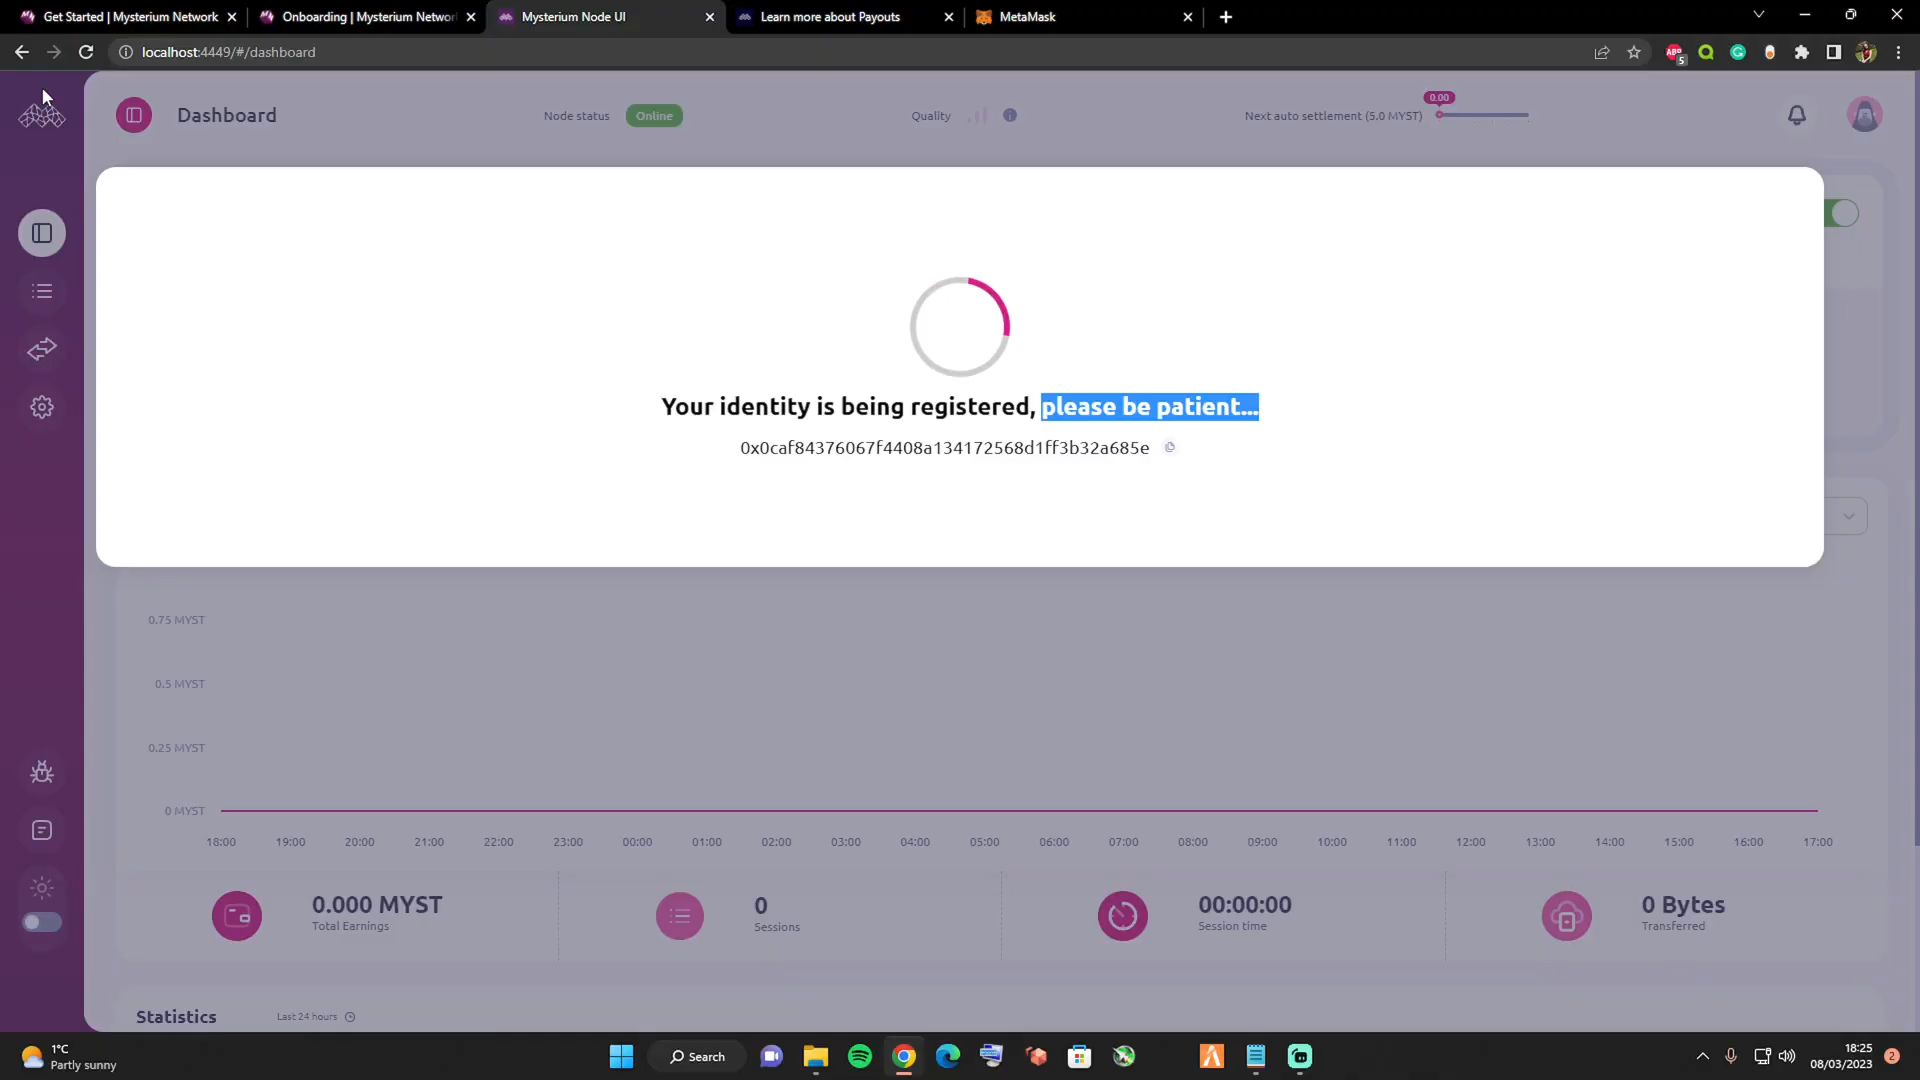 Get Started | Mysterium Network
Onboarding | Mysterium Networ
Mysterium Node UI
Learn more about Payouts
MetaMask
localhost:4449/#/dashboard
ABP
5
Dashboard
Node status
Online
Quality
Next auto settlement (5.0 MYST)
0.00
Your identity is being registered, please be patient...
0x0caf84376067f4408a134172568d1ff3b32a685e
0.75 MYST
0.5 MYST
0.25 MYST
0 MYST
18:00 19:00 20:00 21:00 22:00 23:00 00:00 01:00 02:00 03:00 04:00 05:00 06:00 07:00 08:00 09:00 10:00 11:00 12:00 13:00 14:00 15:00 16:00 17:00
0.000 MYST
Total Earnings
0
Sessions
00:00:00
Session time
0 Bytes
Transferred
Statistics
Last 24 hours
1°C
Partly sunny
Search
18:25
08/03/2023
2